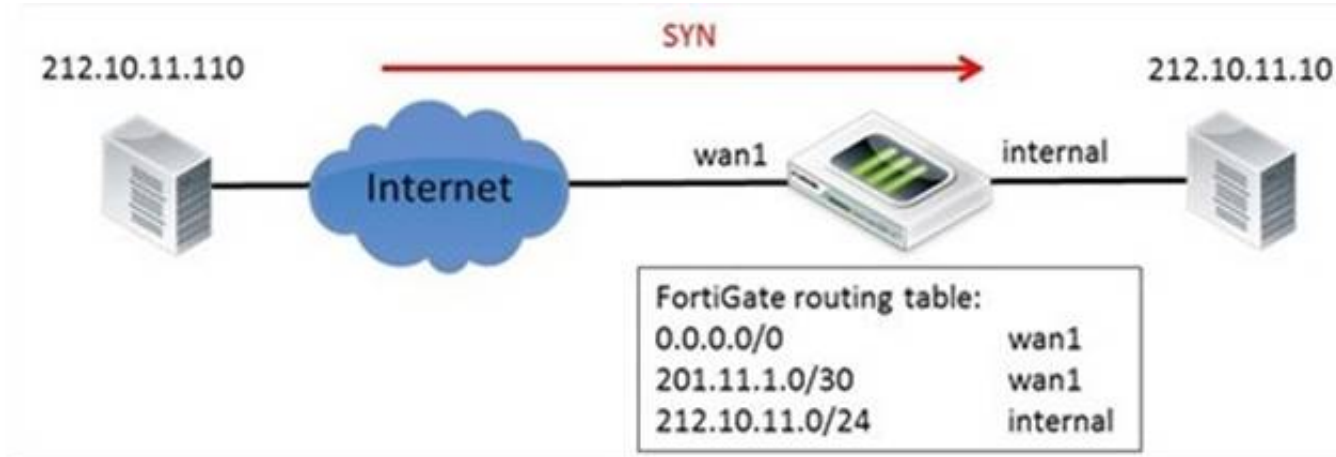 SYN
212.10.11.110
212.10.11.10
Internet
wan1
internal
FortiGate routing table:
0.0.0.0/0 wan1
201.11.1.0/30 wan1
212.10.11.0/24 internal